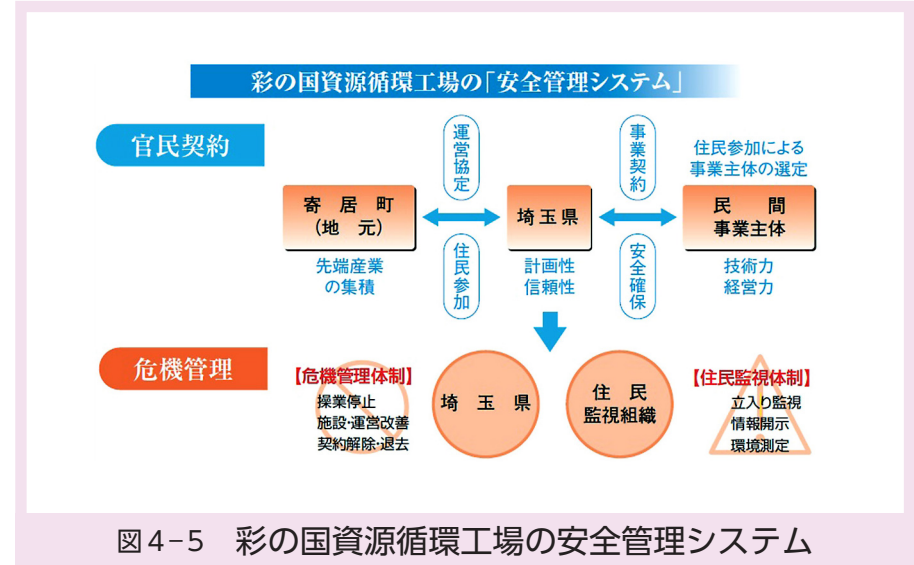 彩の国資源循環工場の「安全管理システム」
官民契約
運営協定
事業契約
住民参加による
事業主体の選定
寄居町
(地元)
埼玉県
民間
事業主体
住民参加
安全確保
先端産業
の集積
計画性
信頼性
技術力
経営力
危機管理
【危機管理体制】
操業停止
施設・運営改善
契約解除・退去
埼玉県
住民
監視組織
【住民監視体制】
立入り監視
情報開示
環境測定
図4-5 彩の国資源循環工場の安全管理システム